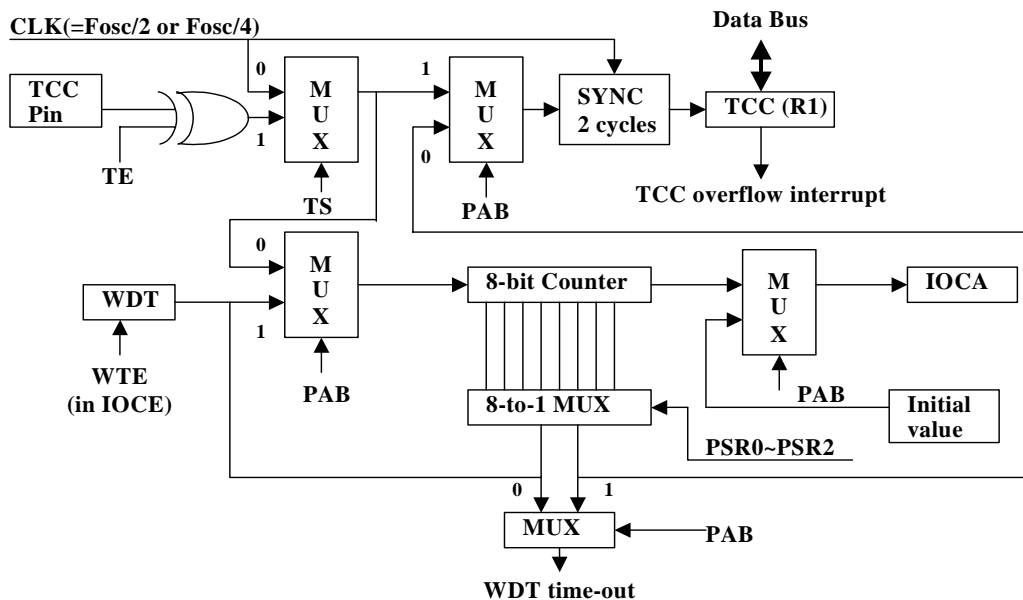 Data Bus
CLK(=Fosc/2 or Fosc/4)
0
1
TCC
Pin
M
U
X
M
U
X
SYNC
2 cycles
TCC (R1)
1
0
TE
TS
PAB
TCC overflow interrupt
0
M
U
X
8-bit Counter
M
U
X
IOCA
WDT
1
WTE
(in IOCE)
PAB
PAB
8-to-1 MUX
Initial
value
PSR0~PSR2
0
1
MUX
PAB
WDT time-out